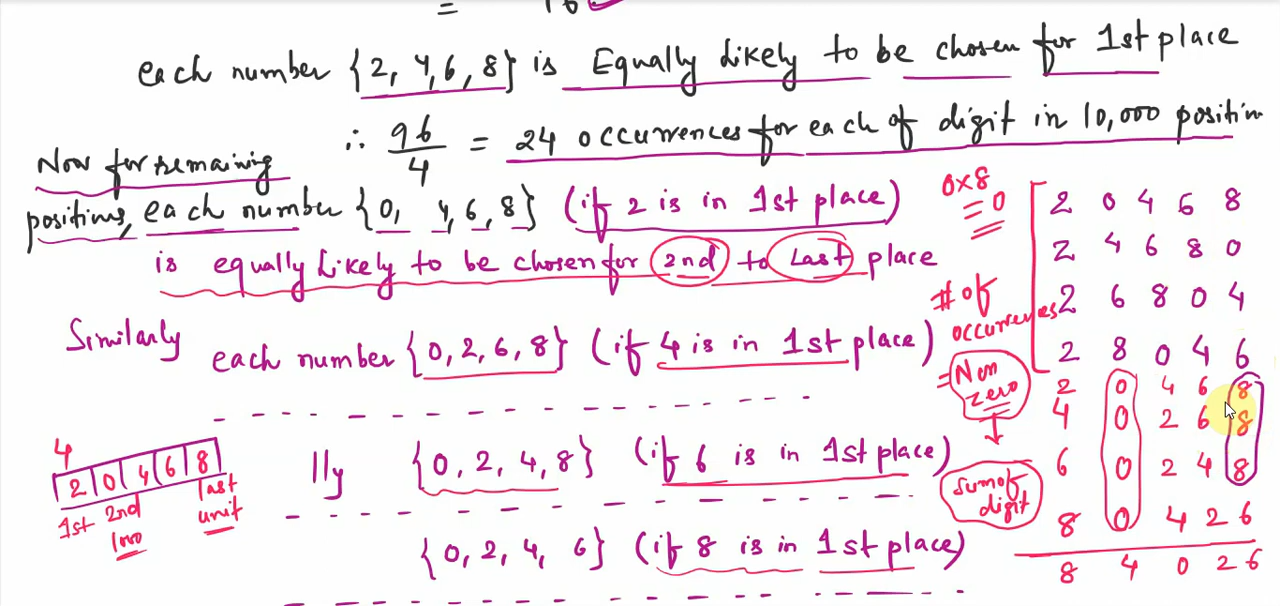 = 16
each number {2, 4, 6, 8} is Equally Likely to be chosen for 1st place
∴ 96/4 = 24 occurrences for each of digit in 10,000 position
Now for remaining
positions, each number {0, 4, 6, 8} (if 2 is in 1st place)
is equally likely to be chosen for 2nd to Last place
Similarly each number {0, 2, 6, 8} (if 4 is in 1st place)
lly {0, 2, 4, 8} (if 6 is in 1st place)
{0, 2, 4, 6} (if 8 is in 1st place)
4
2 0 4 6 8
1st 2nd last
unit
0×8
= 0
# of
occurrences
= Non
zero
↓
Sum of
digit
2 0 4 6 8
2 4 6 8 0
2 6 8 0 4
2 8 0 4 6
2 0 4 6 8
4 0 2 6 8
6 0 2 4 8
8 0 4 2 6
8 4 0 2 6